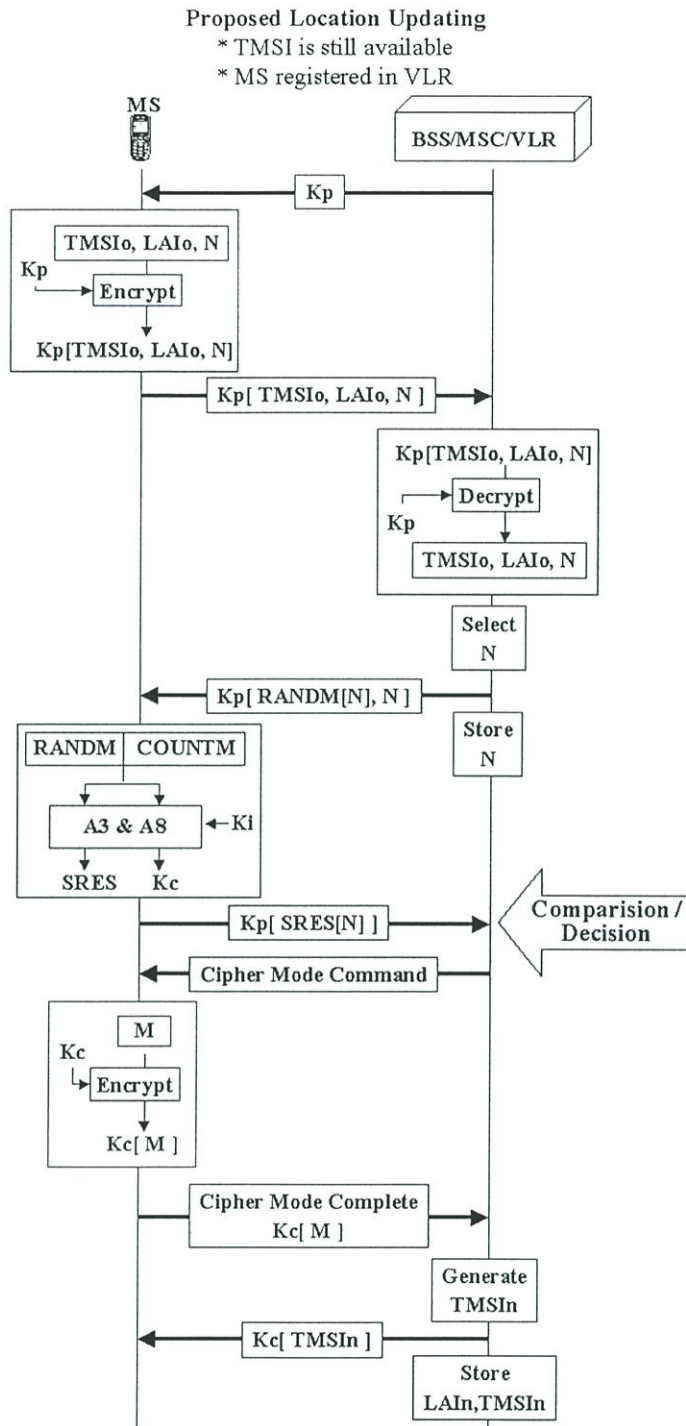 Proposed Location Updating
* TMSI is still available
* MS registered in VLR
MS
BSS/MSC/VLR
Kp
TMSIo, LAIo, N
Kp
Encrypt
Kp[TMSIo, LAIo, N]
Kp[ TMSIo, LAIo, N ]
Kp[TMSIo, LAIo, N]
Decrypt
Kp
TMSIo, LAIo, N
Select
N
Kp[ RANDM[N], N ]
Store
N
RANDM COUNTM
A3 & A8
Ki
SRES Kc
Kp[ SRES[N] ]
Comparision /
Decision
Cipher Mode Command
M
Kc
Encrypt
Kc[ M ]
Cipher Mode Complete
Kc[ M ]
Generate
TMSIn
Kc[ TMSIn ]
Store
LAIn,TMSIn